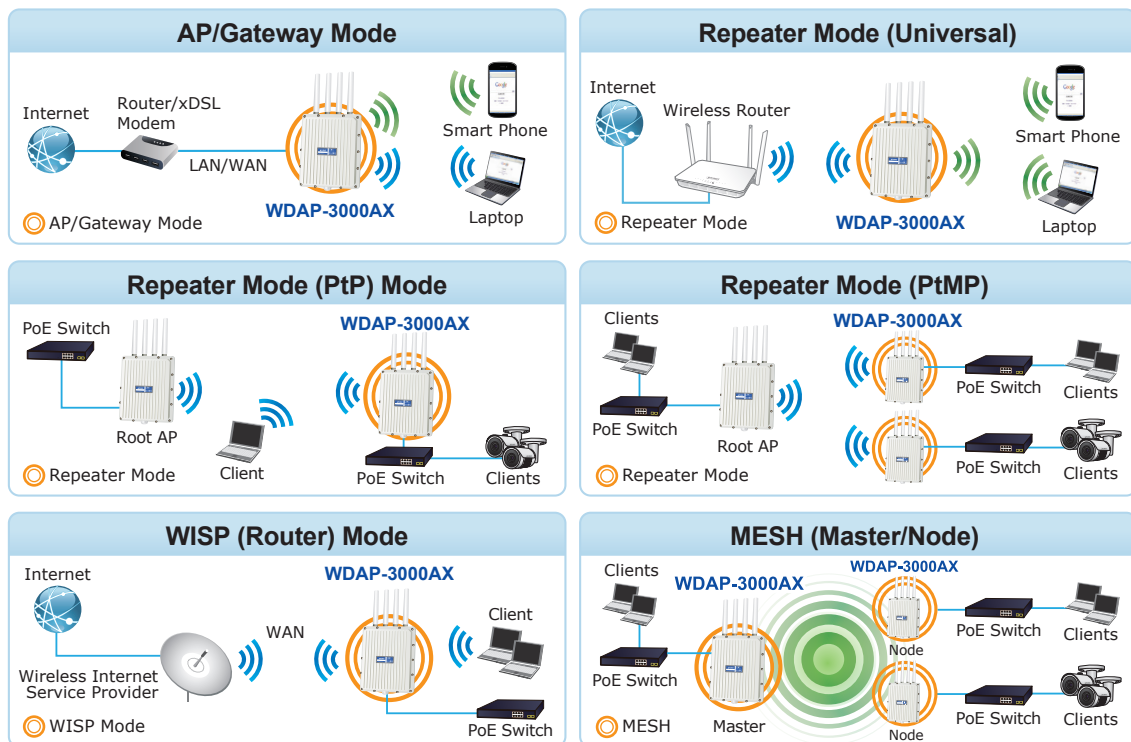 AP/Gateway Mode
Internet
Router/xDSL
Modem
LAN/WAN
Smart Phone
Laptop
WDAP-3000AX
AP/Gateway Mode
Repeater Mode (Universal)
Internet
Wireless Router
Smart Phone
Laptop
WDAP-3000AX
Repeater Mode
Repeater Mode (PtP) Mode
PoE Switch
WDAP-3000AX
Root AP
Client
PoE Switch
Clients
Repeater Mode
Repeater Mode (PtMP)
Clients
WDAP-3000AX
PoE Switch
Clients
PoE Switch
Root AP
PoE Switch
Clients
Repeater Mode
WISP (Router) Mode
Internet
WDAP-3000AX
WAN
Client
Wireless Internet
Service Provider
PoE Switch
WISP Mode
MESH (Master/Node)
Clients
WDAP-3000AX
WDAP-3000AX
PoE Switch
Clients
Node
PoE Switch
Master
PoE Switch
Clients
Node
MESH